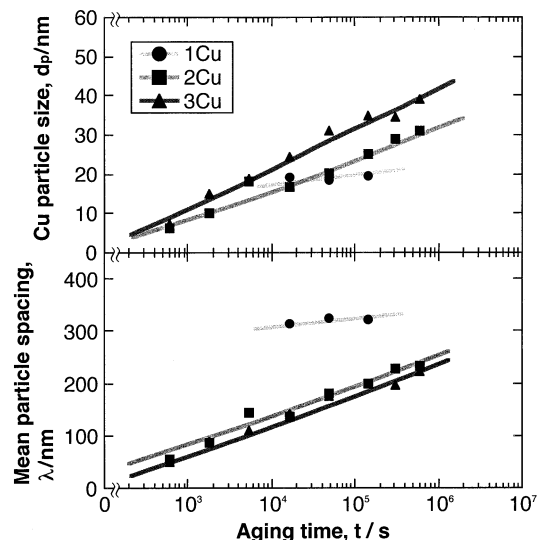 Cu particle size, dp/nm
60
50
40
30
20
10
0
1Cu
2Cu
3Cu
Mean particle spacing,
λ/nm
400
300
200
100
0
0 10³ 10⁴ 10⁵ 10⁶ 10⁷
Aging time, t / s